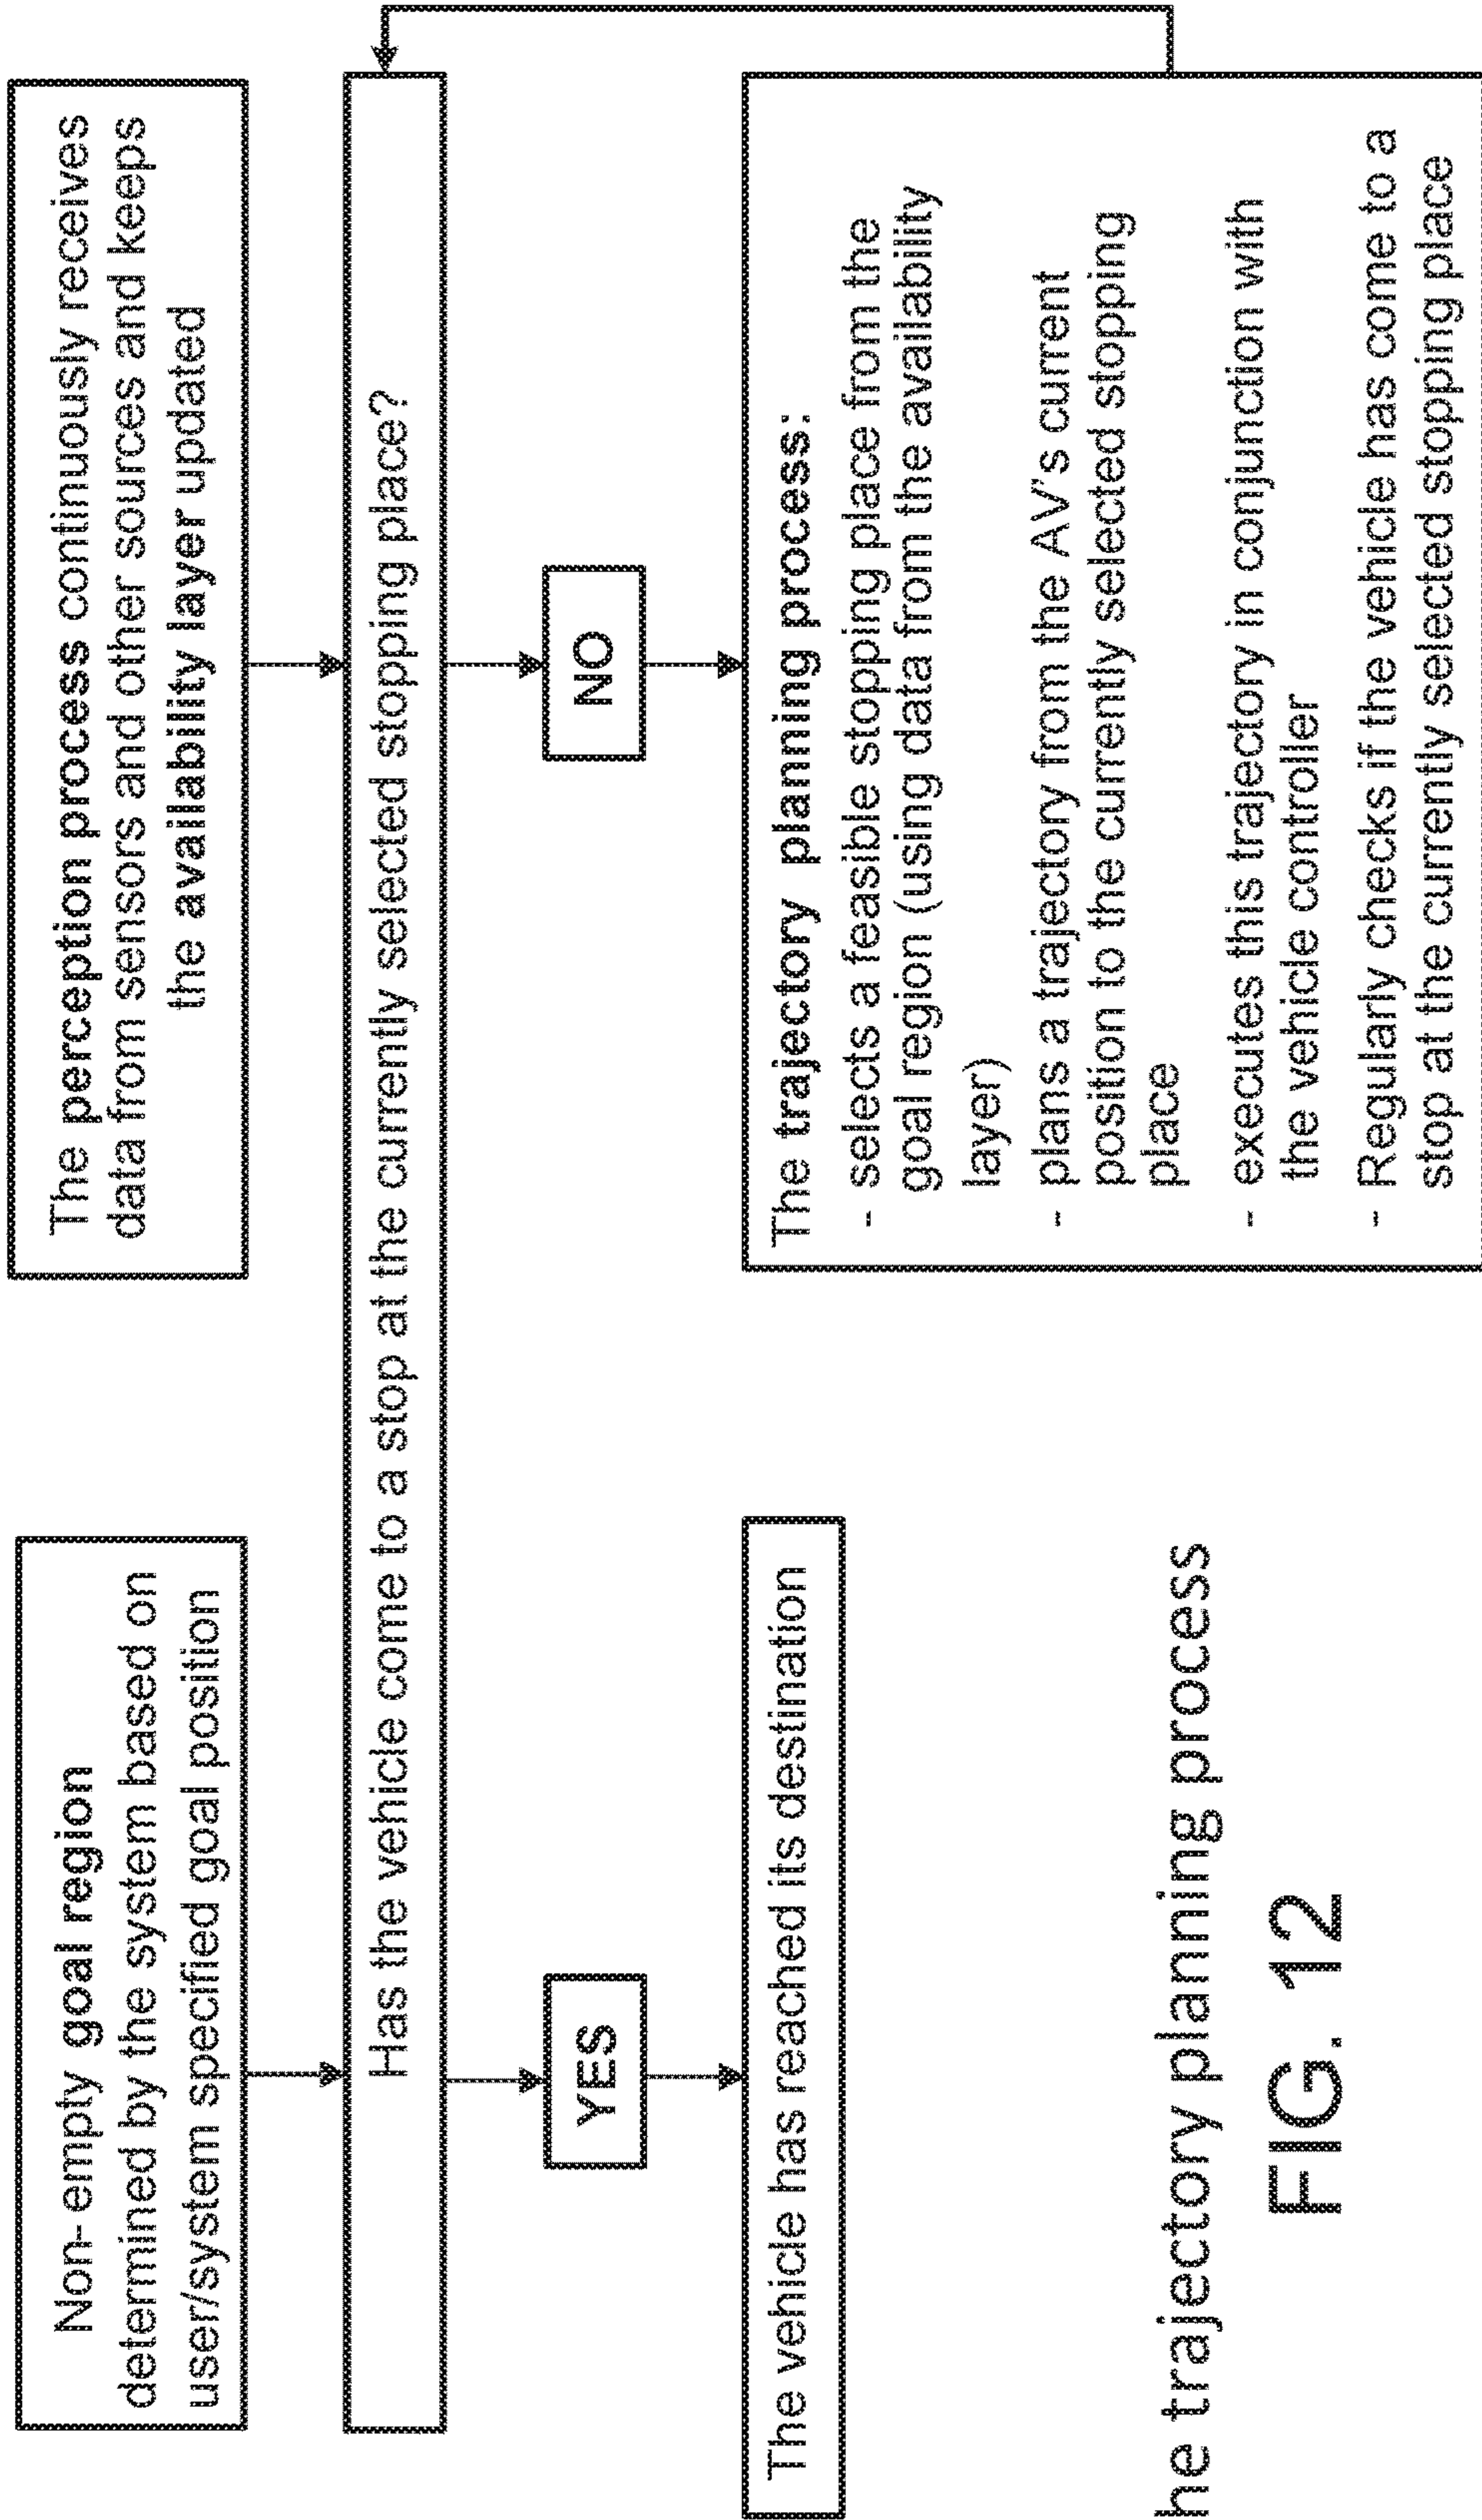 Non- empty goal region
determined by the system based on
user/system specified goal position
The perception process continuously receives
data from sensors and other sources and keeps
the availability layer updated
Has the vehicle come to a stop at the currently selected stopping place?
YES
NO
The vehicle has reached its destination
The trajectory planning process:
- selects a feasible stopping place from the
goal region (using data from the availability
layer)
- plans a trajectory from the AV's current
position to the currently selected stopping
place
- executes this trajectory in conjunction with
the vehicle controller
- Regularly checks if the vehicle has come to a
stop at the currently selected stopping place
he trajectory planning process
FIG. 12